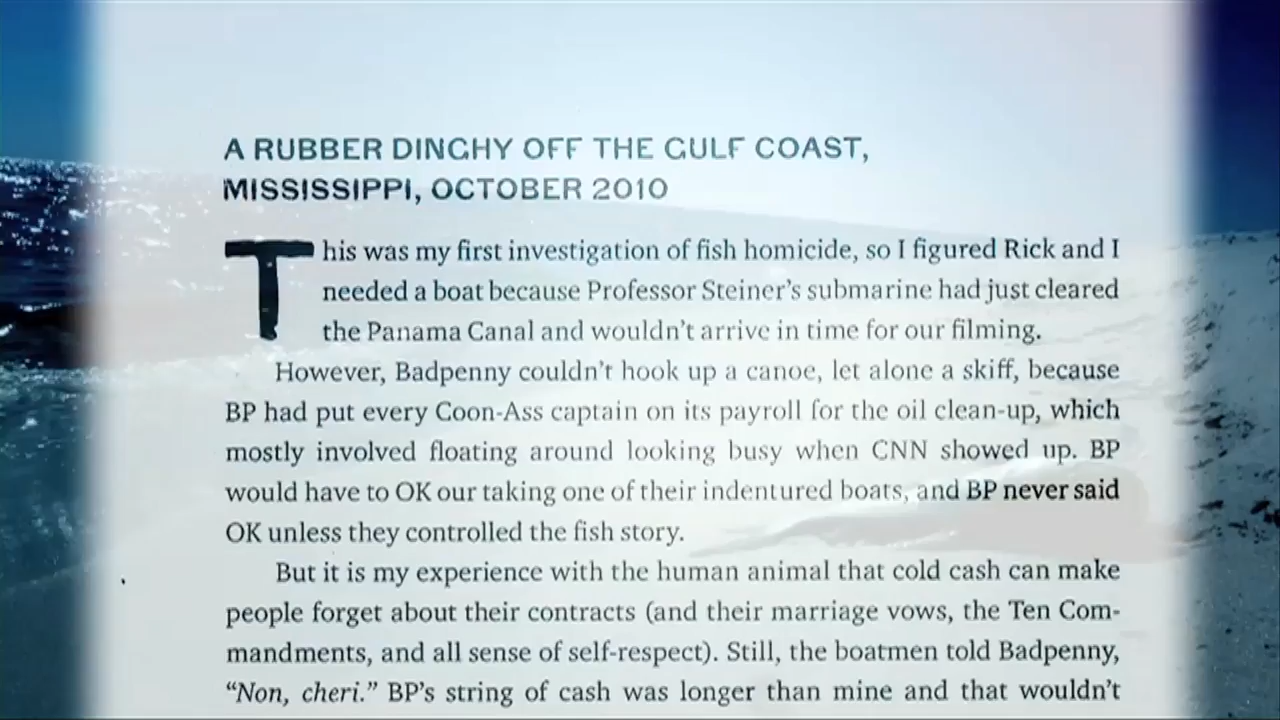 A RUBBER DINGHY OFF THE GULF COAST,
MISSISSIPPI, OCTOBER 2010
This was my first investigation of fish homicide, so I figured Rick and I
needed a boat because Professor Steiner’s submarine had just cleared
the Panama Canal and wouldn’t arrive in time for our filming.
However, Badpenny couldn’t hook up a canoe, let alone a skiff, because
BP had put every Coon-Ass captain on its payroll for the oil clean-up, which
mostly involved floating around looking busy when CNN showed up. BP
would have to OK our taking one of their indentured boats, and BP never said
OK unless they controlled the fish story.
But it is my experience with the human animal that cold cash can make
people forget about their contracts (and their marriage vows, the Ten Com-
mandments, and all sense of self-respect). Still, the boatmen told Badpenny,
“Non, cheri.” BP’s string of cash was longer than mine and that wouldn’t